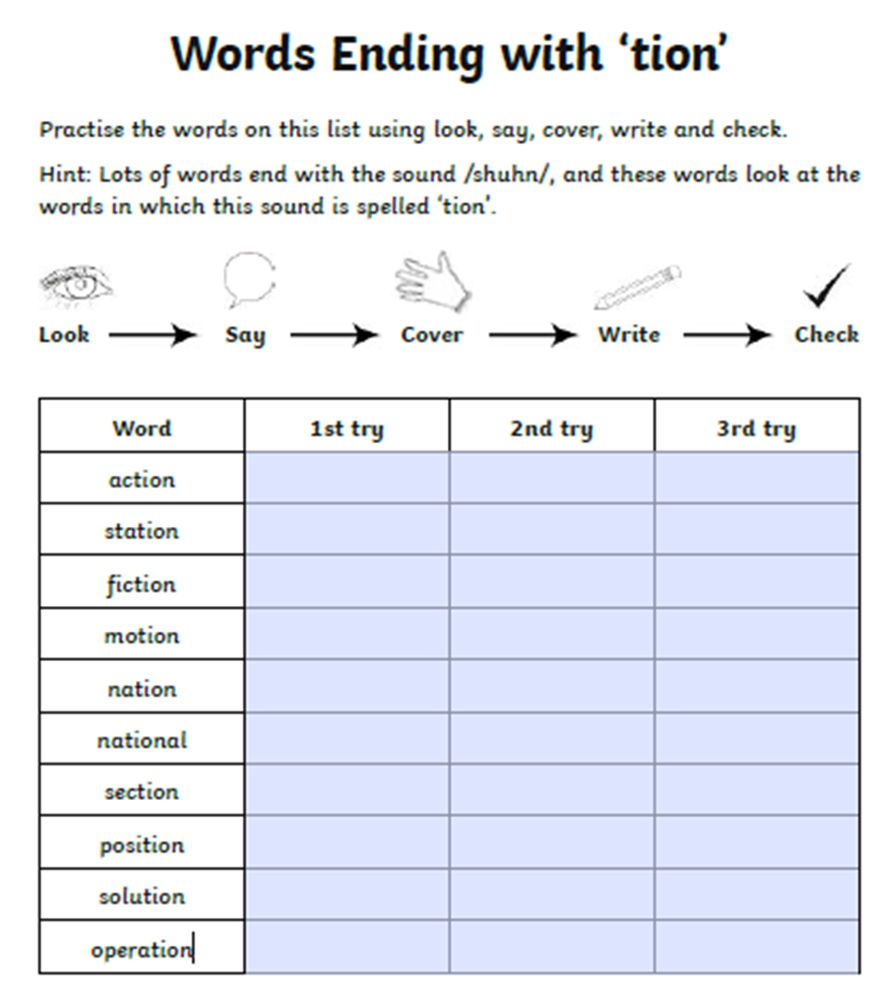 Words Ending with ‘tion’
Practise the words on this list using look, say, cover, write and check.
Hint: Lots of words end with the sound /shuhn/, and these words look at the
words in which this sound is spelled ‘tion’.
Look Say Cover Write Check
Word 1st try 2nd try 3rd try
action
station
fiction
motion
nation
national
section
position
solution
operation